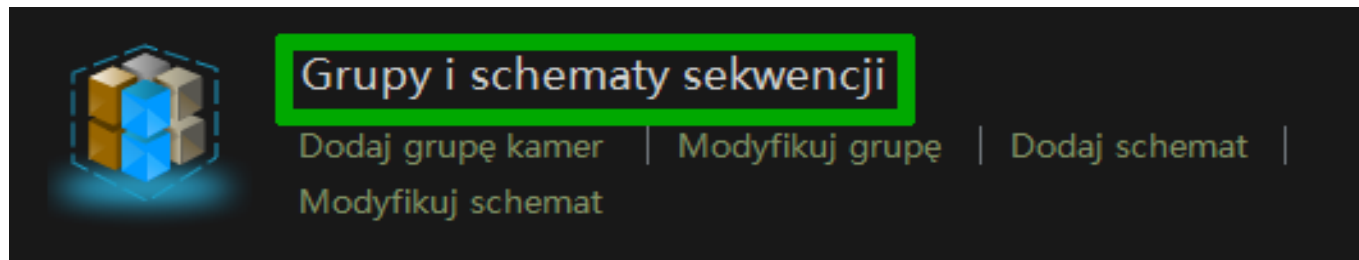 Grupy i schematy sekwencji
Dodaj grupę kamer | Modyfikuj grupę | Dodaj schemat |
Modyfikuj schemat